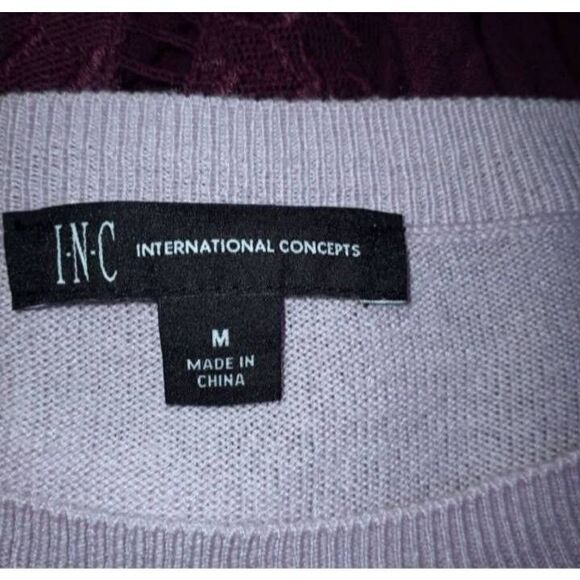 I·N·C INTERNATIONAL CONCEPTS
M
MADE IN
CHINA